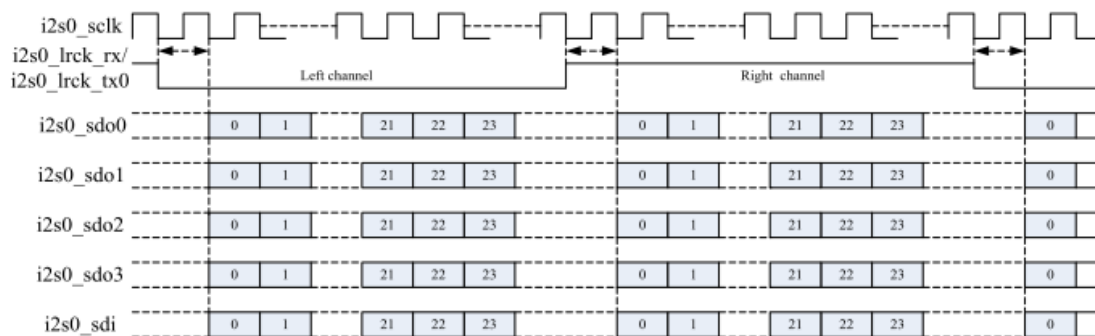 i2s0_sclk
i2s0_lrck_rx/
i2s0_lrck_tx0
Left channel
Right channel
i2s0_sdo0
0 1 21 22 23 0 1 21 22 23 0
i2s0_sdo1
0 1 21 22 23 0 1 21 22 23 0
i2s0_sdo2
0 1 21 22 23 0 1 21 22 23 0
i2s0_sdo3
0 1 21 22 23 0 1 21 22 23 0
i2s0_sdi
0 1 21 22 23 0 1 21 22 23 0